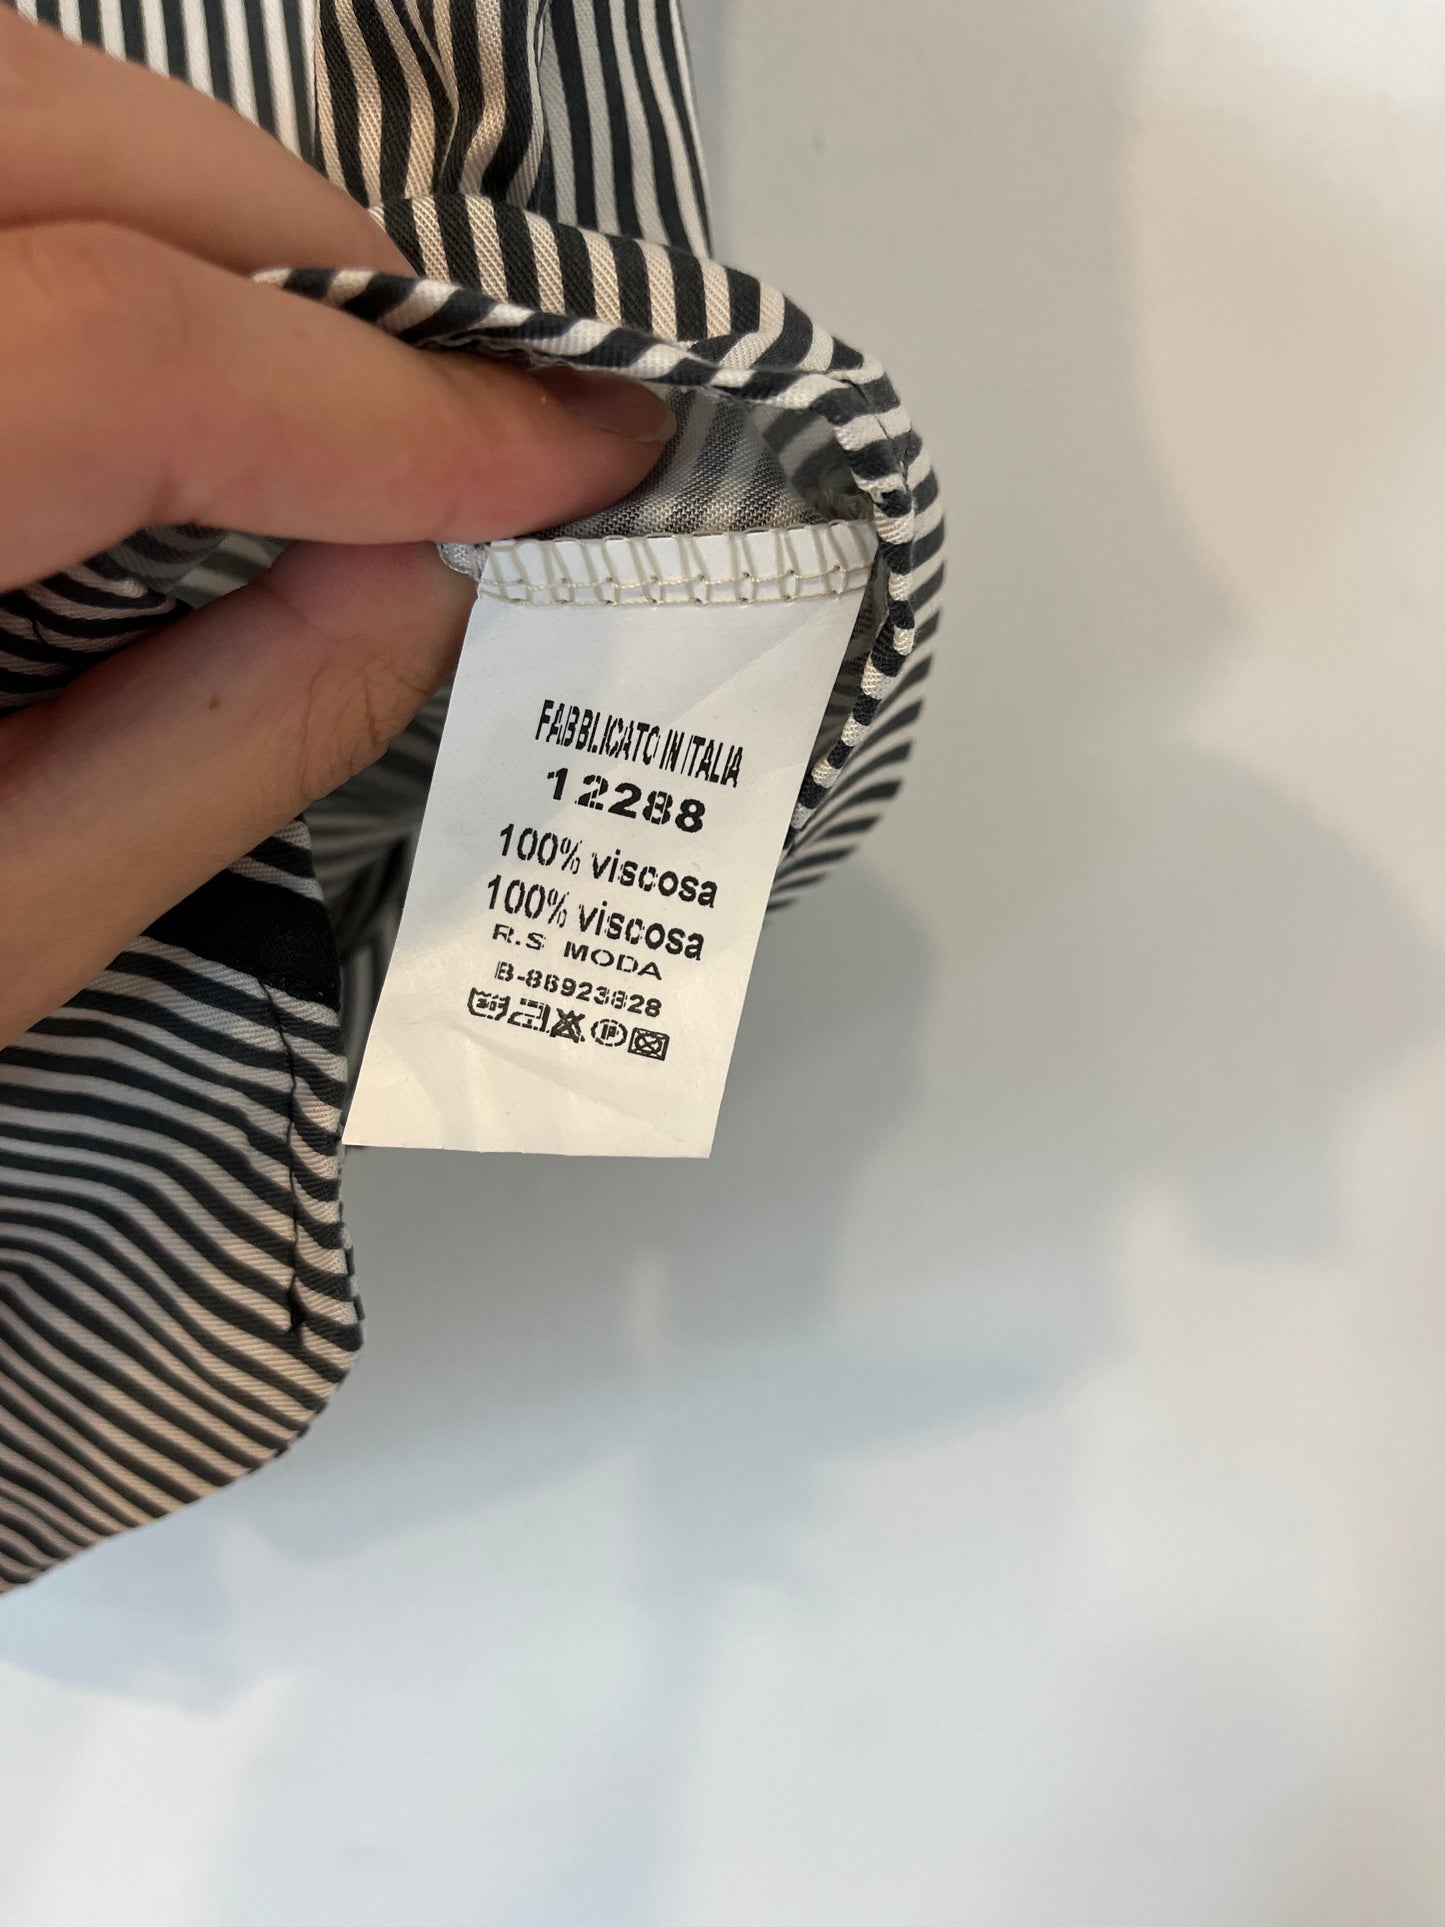 FABBLICATO IN ITALIA
12288
100% viscosa
100% viscosa
R.S MODA
B-86923828
P